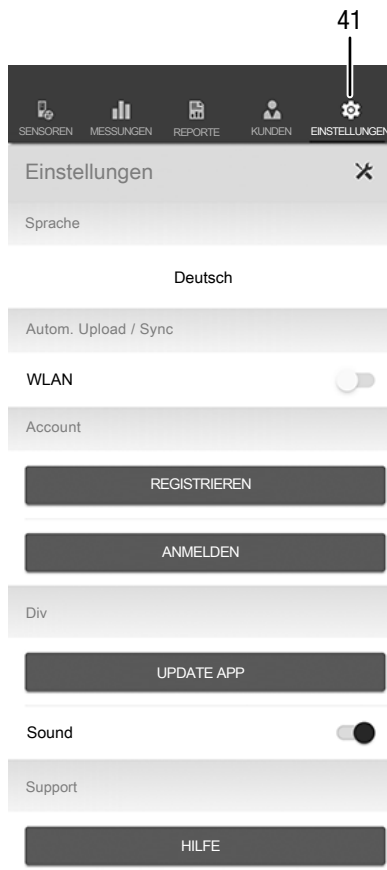 41
SENSOREN MESSUNGEN REPORTE KUNDEN EINSTELLUNGEN
Einstellungen
Sprache
Deutsch
Autom. Upload / Sync
WLAN
Account
REGISTRIEREN
ANMELDEN
Div
UPDATE APP
Sound
Support
HILFE